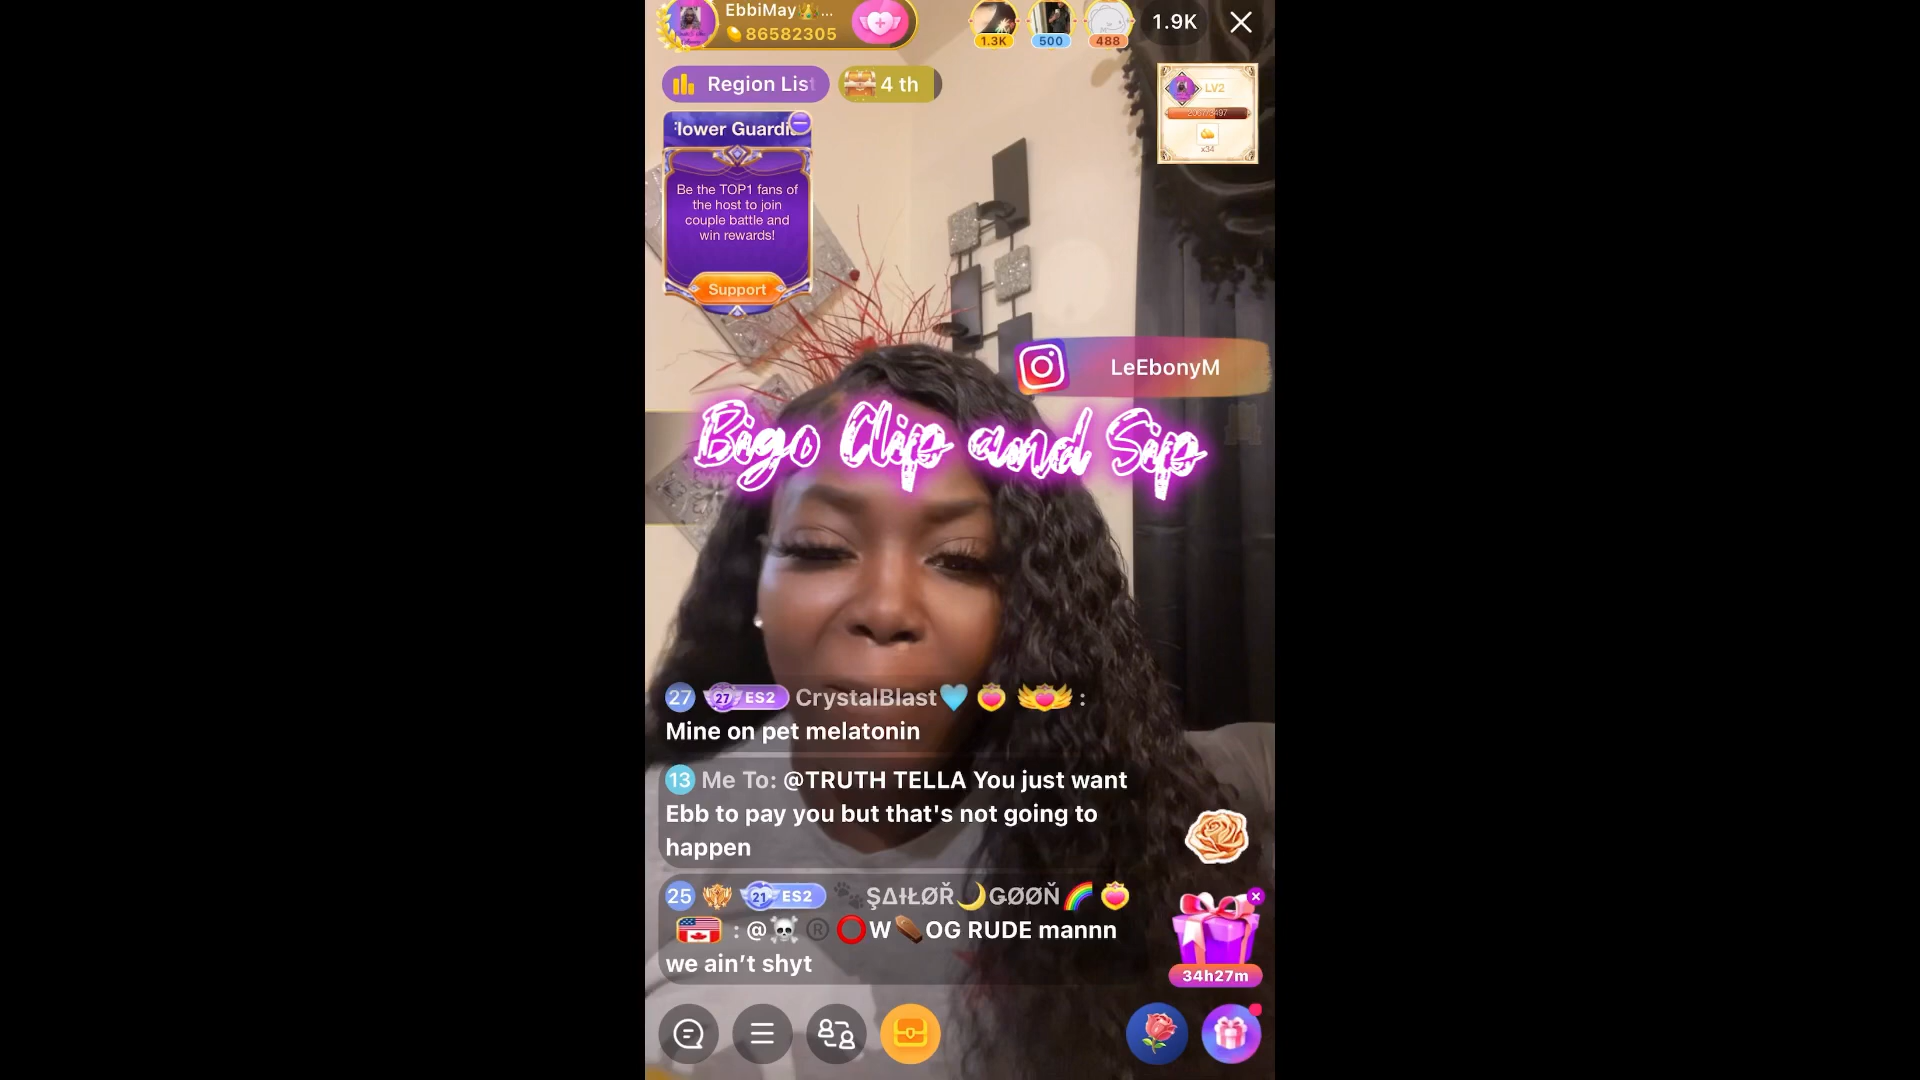 EbbiMay👑...
86582305
1.3K
500
488
1.9K
Region List
4 th
LV2
x34
lower Guardi
Be the TOP1 fans of
the host to join
couple battle and
win rewards!
Support
LeEbonyM
Bigo Clip and Sip
27 27 ES2 CrystalBlast🩵 :
Mine on pet melatonin
13 Me To: @TRUTH TELLA You just want
Ebb to pay you but that's not going to
happen
25 21 ES2 🐾ŞΔƗŁØŘ🌙GØØŇ🌈
: @☠️®️⭕W⚰️OG RUDE mannn
we ain’t shyt
34h27m